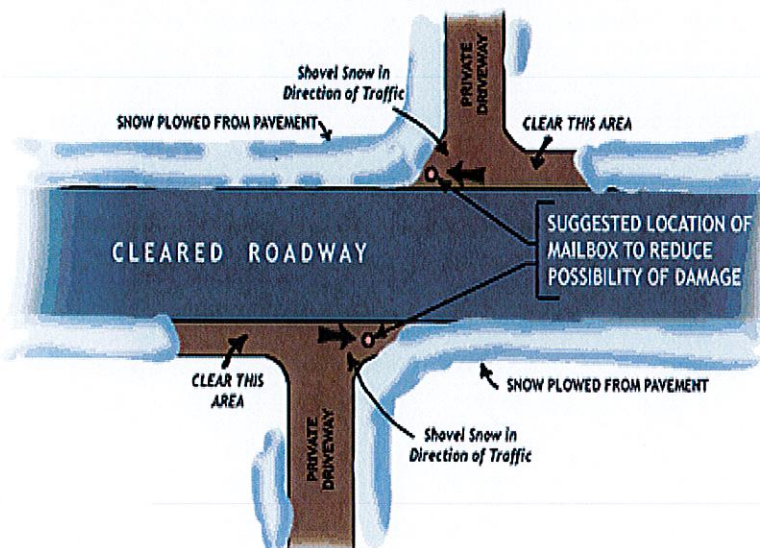 PRIVATE
DRIVEWAY
Shovel Snow in
Direction of Traffic
SNOW PLOWED FROM PAVEMENT
CLEAR THIS AREA
CLEARED ROADWAY
SUGGESTED LOCATION OF
MAILBOX TO REDUCE
POSSIBILITY OF DAMAGE
CLEAR THIS
AREA
SNOW PLOWED FROM PAVEMENT
Shovel Snow in
Direction of Traffic
PRIVATE
DRIVEWAY